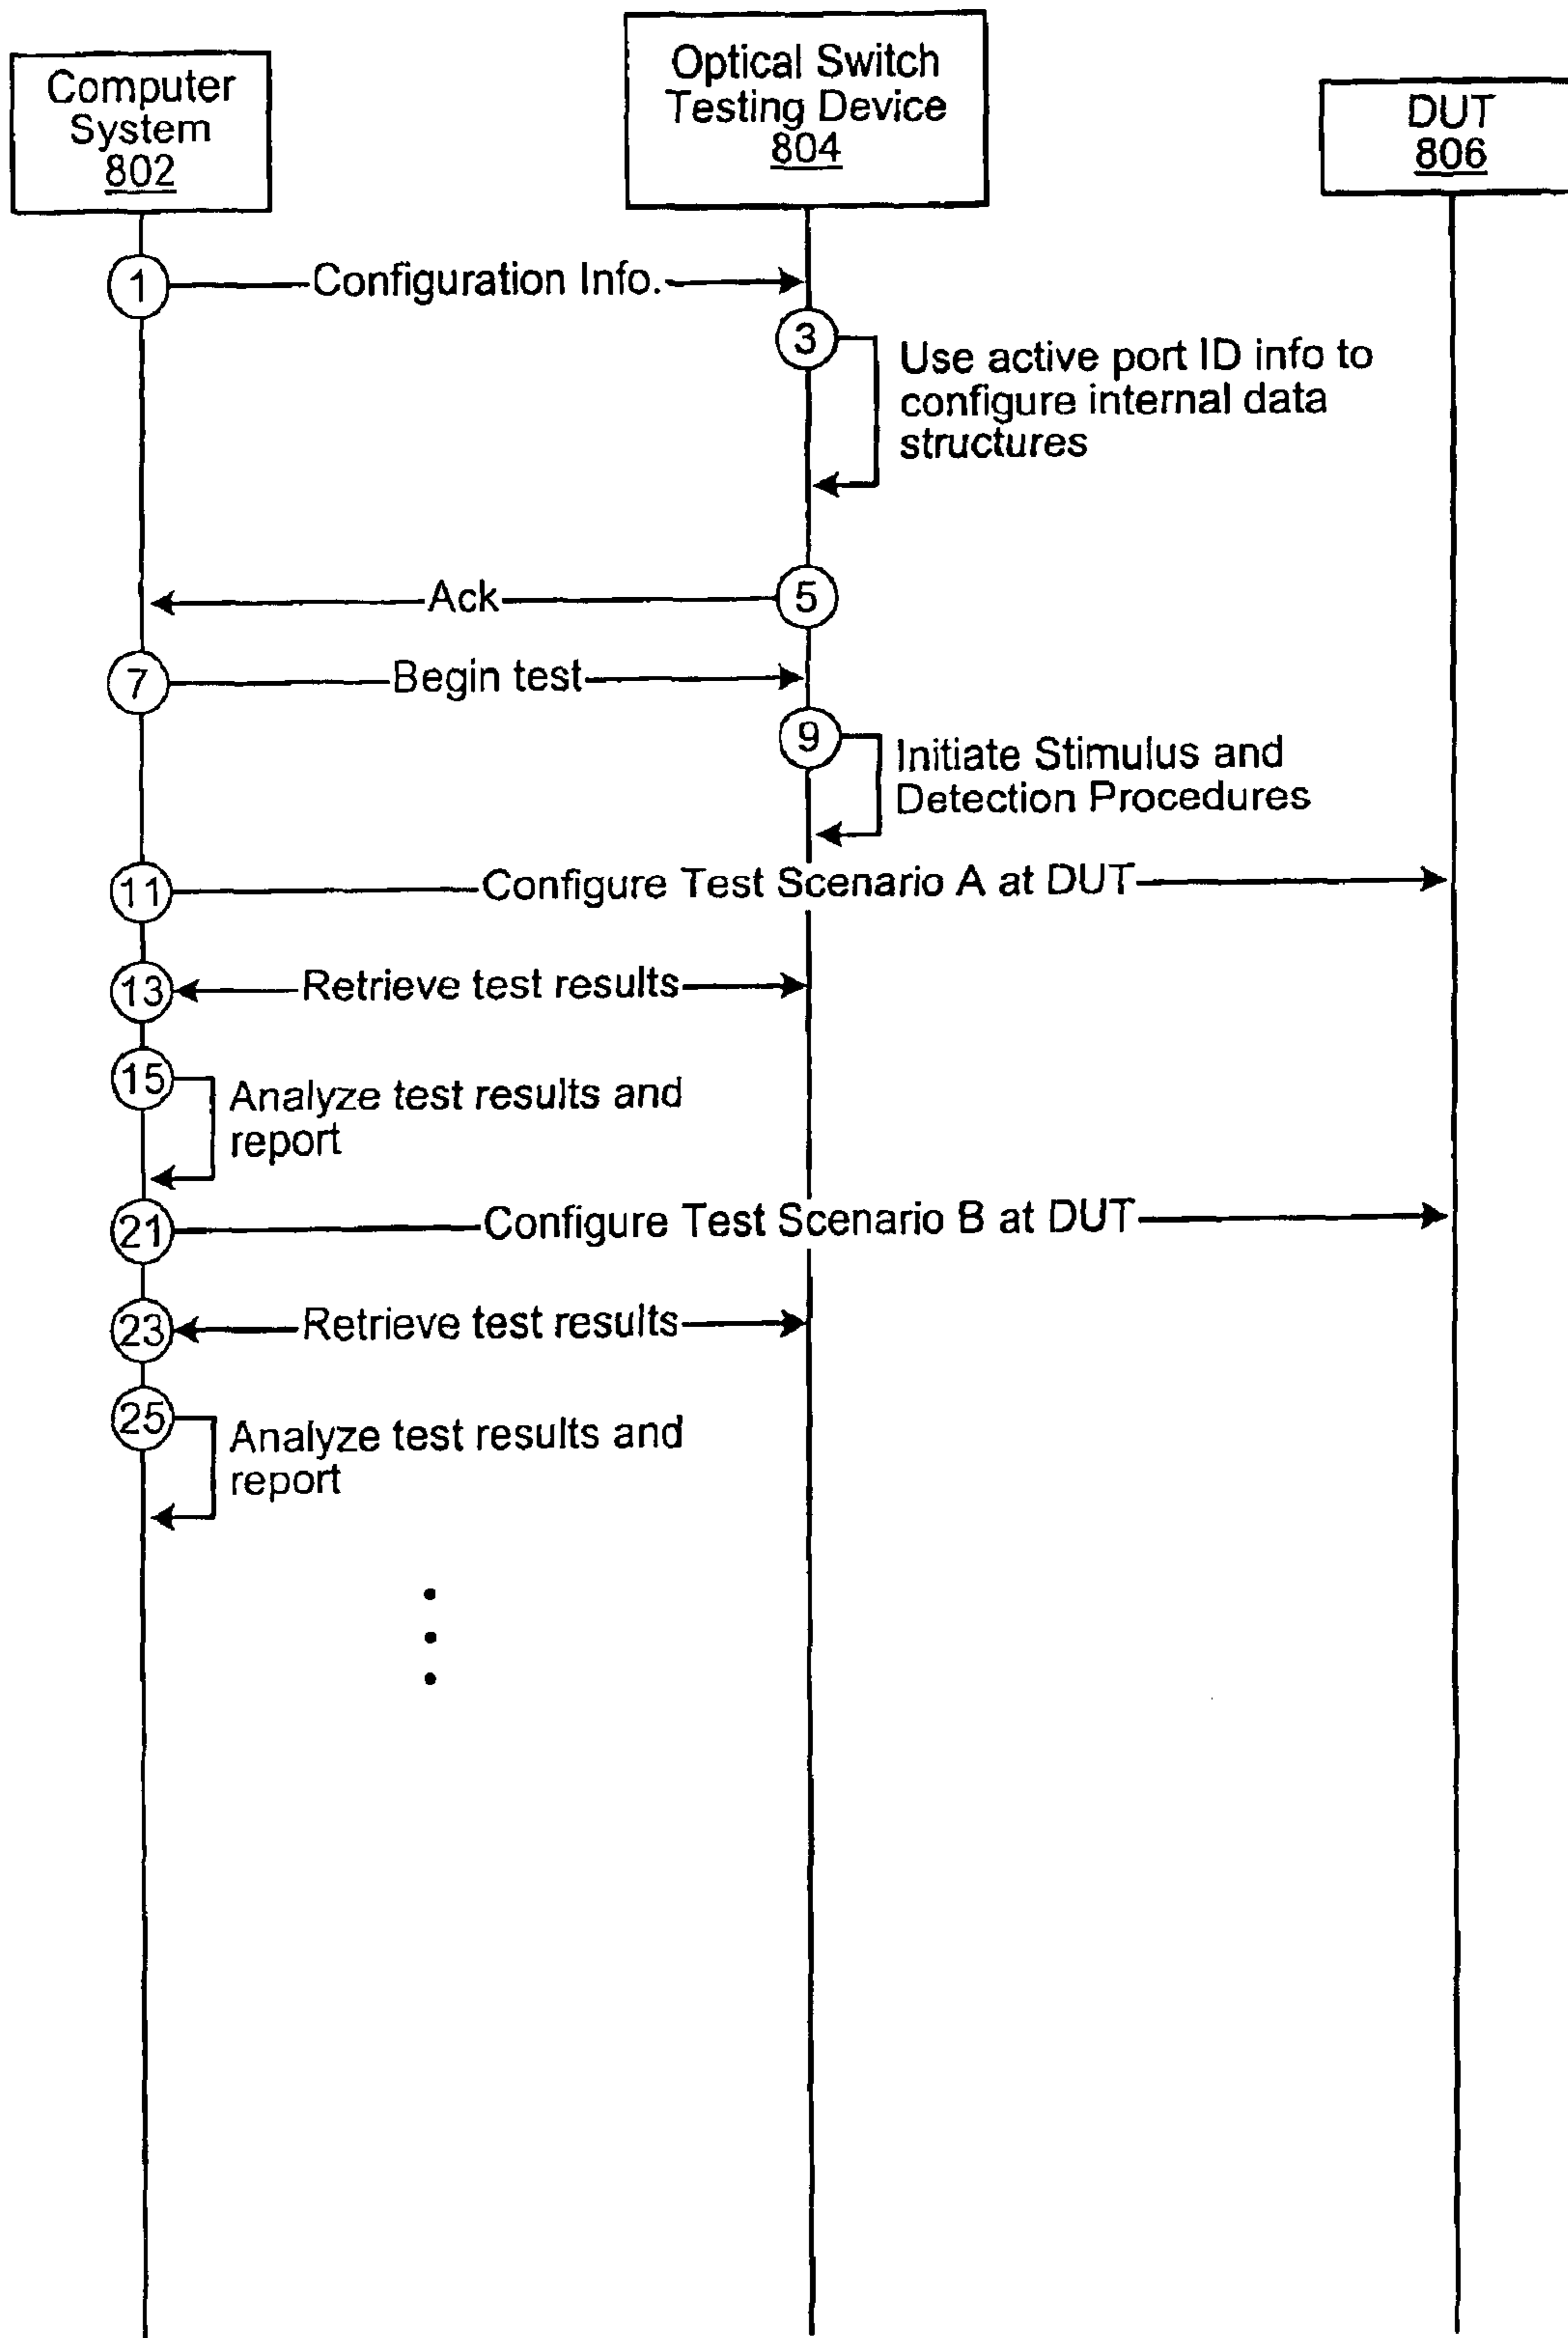 Computer
System
802
Optical Switch
Testing Device
804
DUT
806
1
Configuration Info.
3
Use active port ID info to
configure internal data
structures
Ack
5
7
Begin test
9
Initiate Stimulus and
Detection Procedures
11
Configure Test Scenario A at DUT
13
Retrieve test results
15
Analyze test results and
report
21
Configure Test Scenario B at DUT
23
Retrieve test results
25
Analyze test results and
report